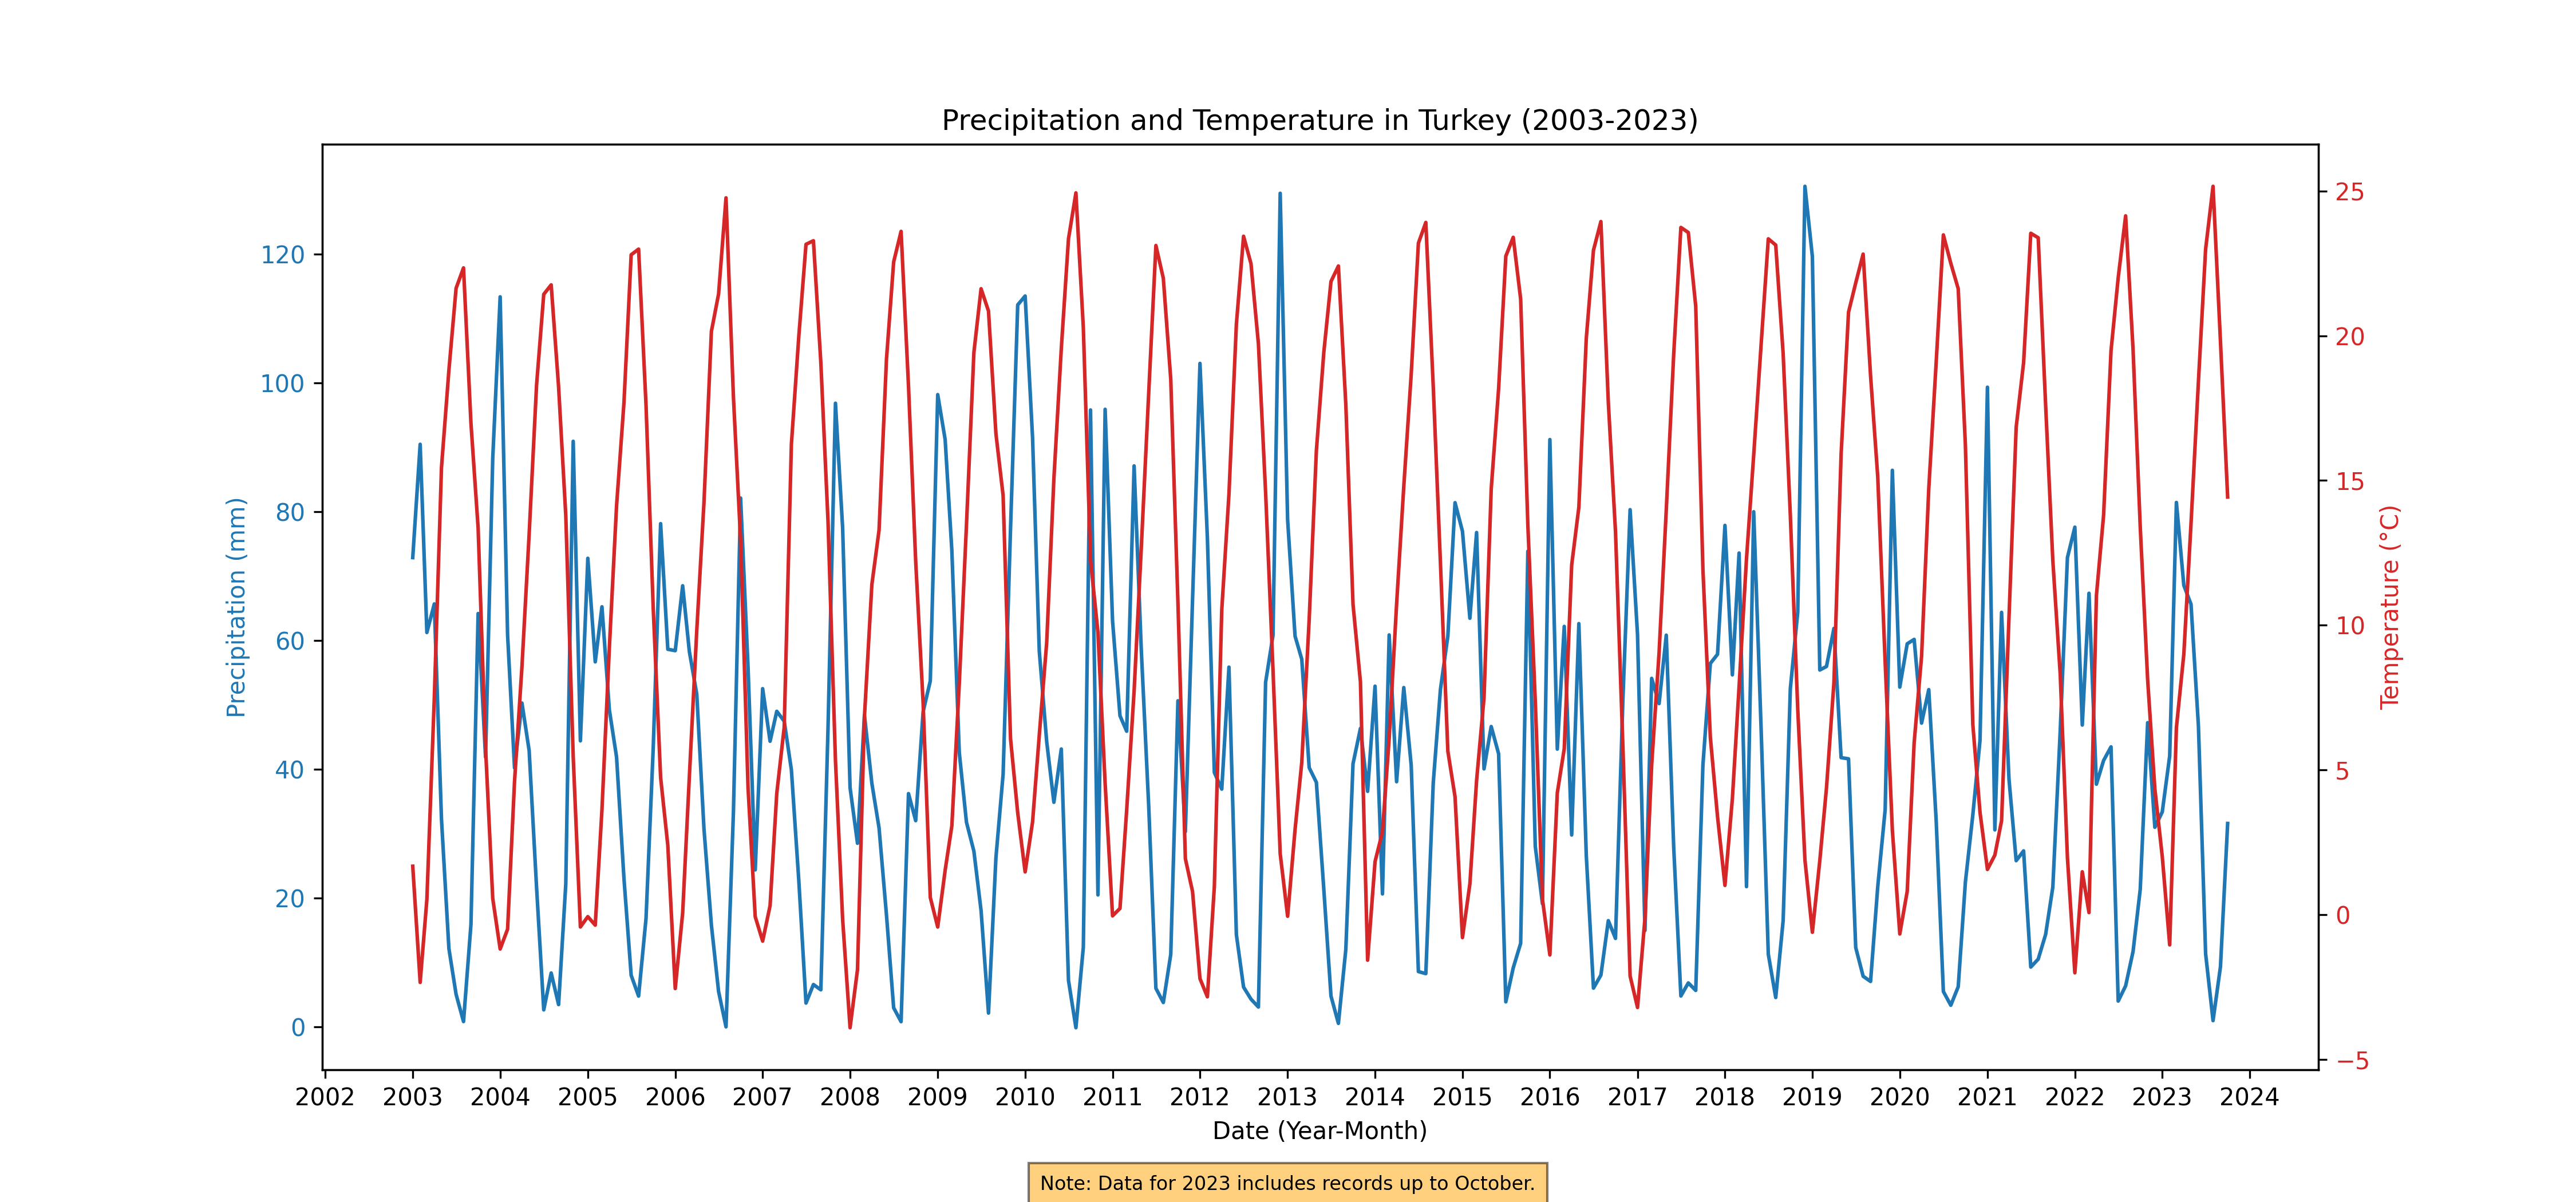 Precipitation and Temperature in Turkey (2003-2023)
Precipitation (mm)
120
100
80
60
40
20
0
25
20
15
10
5
0
−5
Temperature (°C)
2002 2003 2004 2005 2006 2007 2008 2009 2010 2011 2012 2013 2014 2015 2016 2017 2018 2019 2020 2021 2022 2023 2024
Date (Year-Month)
Note: Data for 2023 includes records up to October.